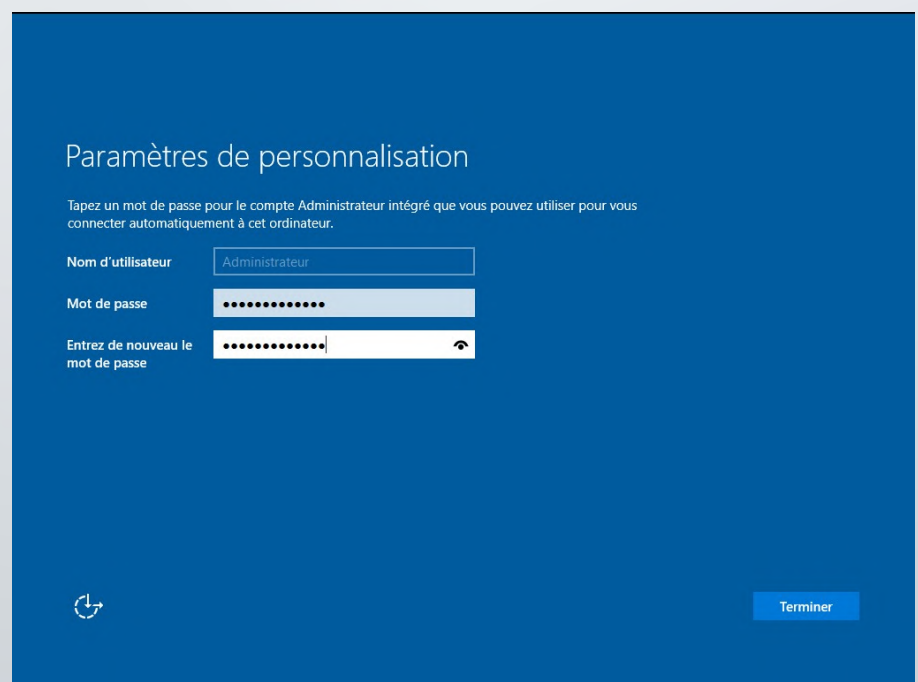 Paramètres de personnalisation
Tapez un mot de passe pour le compte Administrateur intégré que vous pouvez utiliser pour vous
connecter automatiquement à cet ordinateur.
Nom d'utilisateur
Administrateur
Mot de passe
•••••••••••••
Entrez de nouveau le
mot de passe
•••••••••••••
Terminer